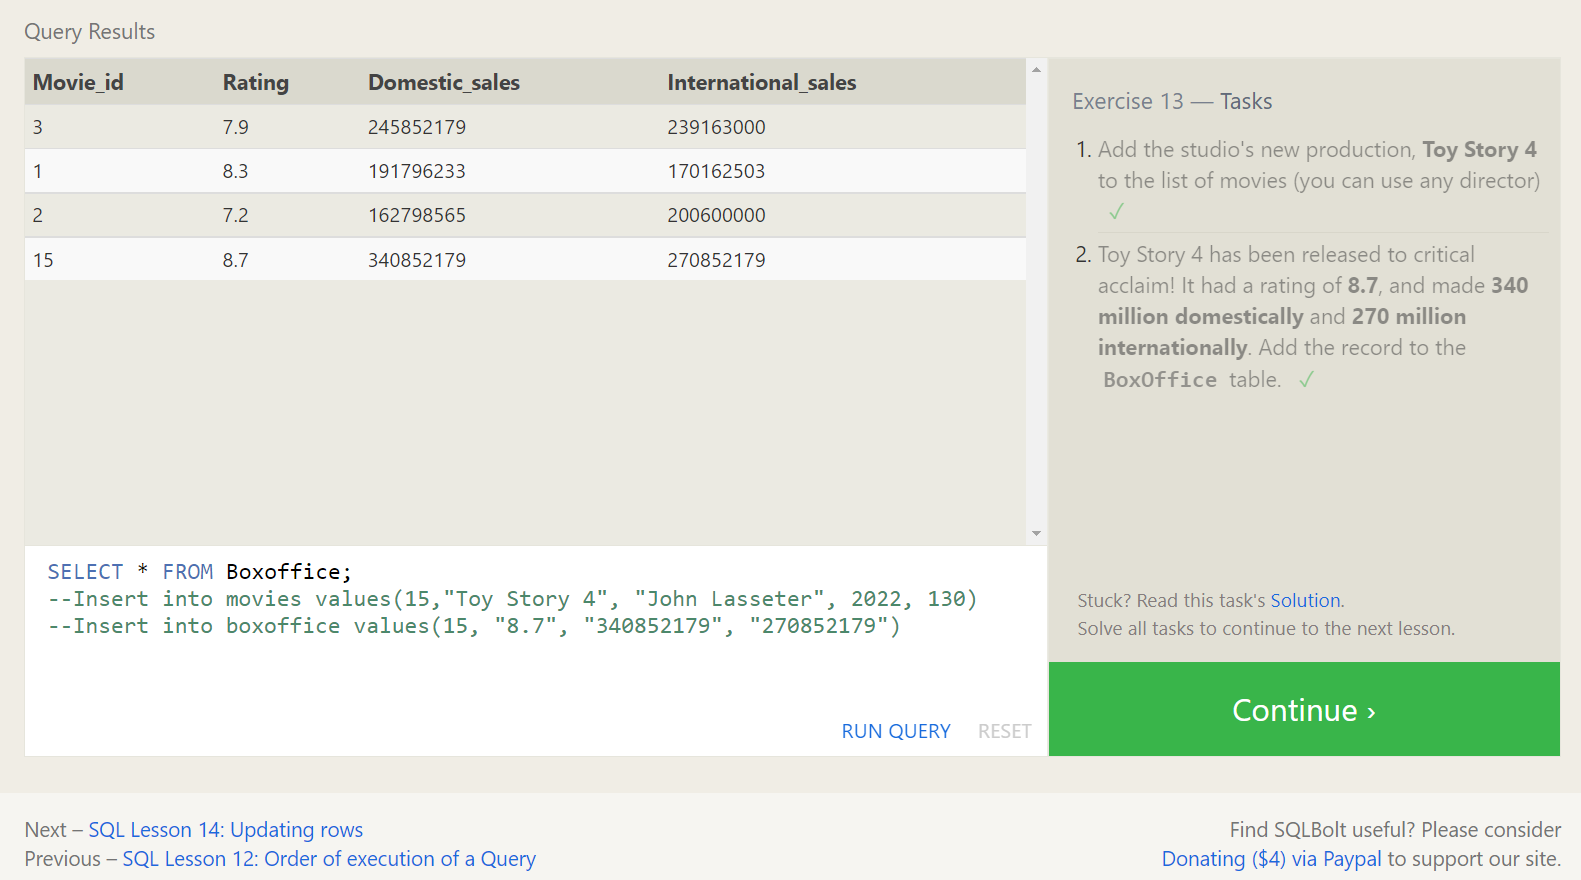 Query Results
Movie_id Rating Domestic_sales International_sales
3 7.9 245852179 239163000
1 8.3 191796233 170162503
2 7.2 162798565 200600000
15 8.7 340852179 270852179
SELECT * FROM Boxoffice;
--Insert into movies values(15,"Toy Story 4", "John Lasseter", 2022, 130)
--Insert into boxoffice values(15, "8.7", "340852179", "270852179")
RUN QUERY RESET
Exercise 13 — Tasks
1. Add the studio's new production, Toy Story 4
to the list of movies (you can use any director)
✓
2. Toy Story 4 has been released to critical
acclaim! It had a rating of 8.7, and made 340
million domestically and 270 million
internationally. Add the record to the
BoxOffice table. ✓
Stuck? Read this task's Solution.
Solve all tasks to continue to the next lesson.
Continue ›
Next – SQL Lesson 14: Updating rows
Previous – SQL Lesson 12: Order of execution of a Query
Find SQLBolt useful? Please consider
Donating ($4) via Paypal to support our site.